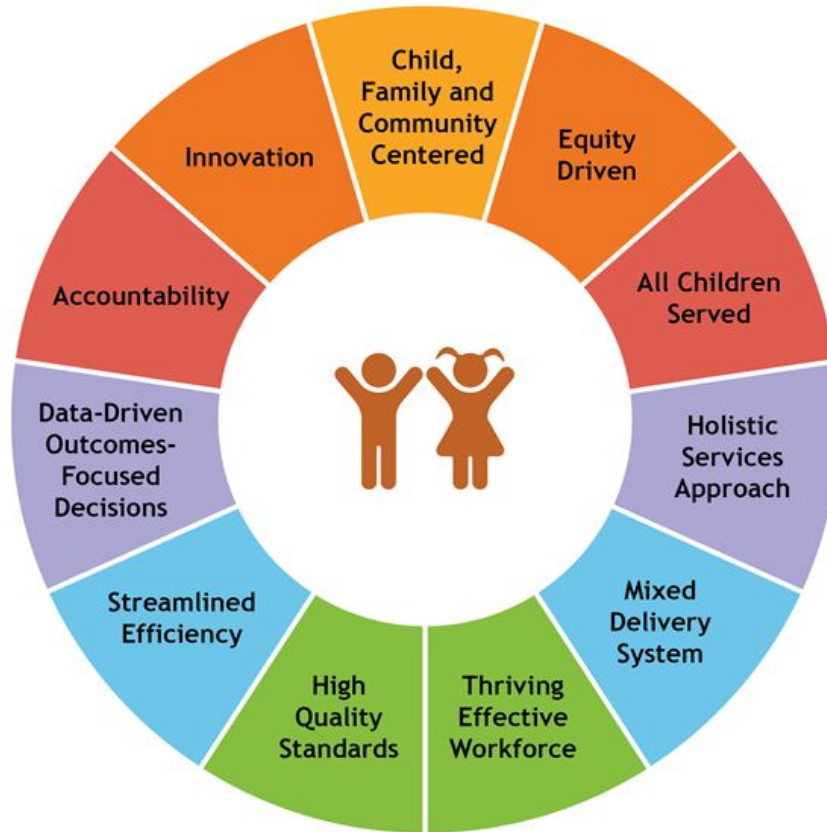 Child,
Family and
Community
Centered
Equity
Driven
All Children
Served
Holistic
Services
Approach
Mixed
Delivery
System
Thriving
Effective
Workforce
High
Quality
Standards
Streamlined
Efficiency
Data-Driven
Outcomes-
Focused
Decisions
Accountability
Innovation